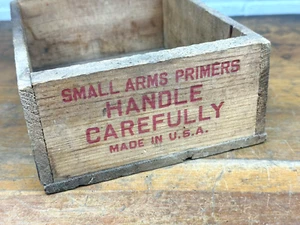 SMALL ARMS PRIMERS
HANDLE
CAREFULLY
MADE IN U.S.A.